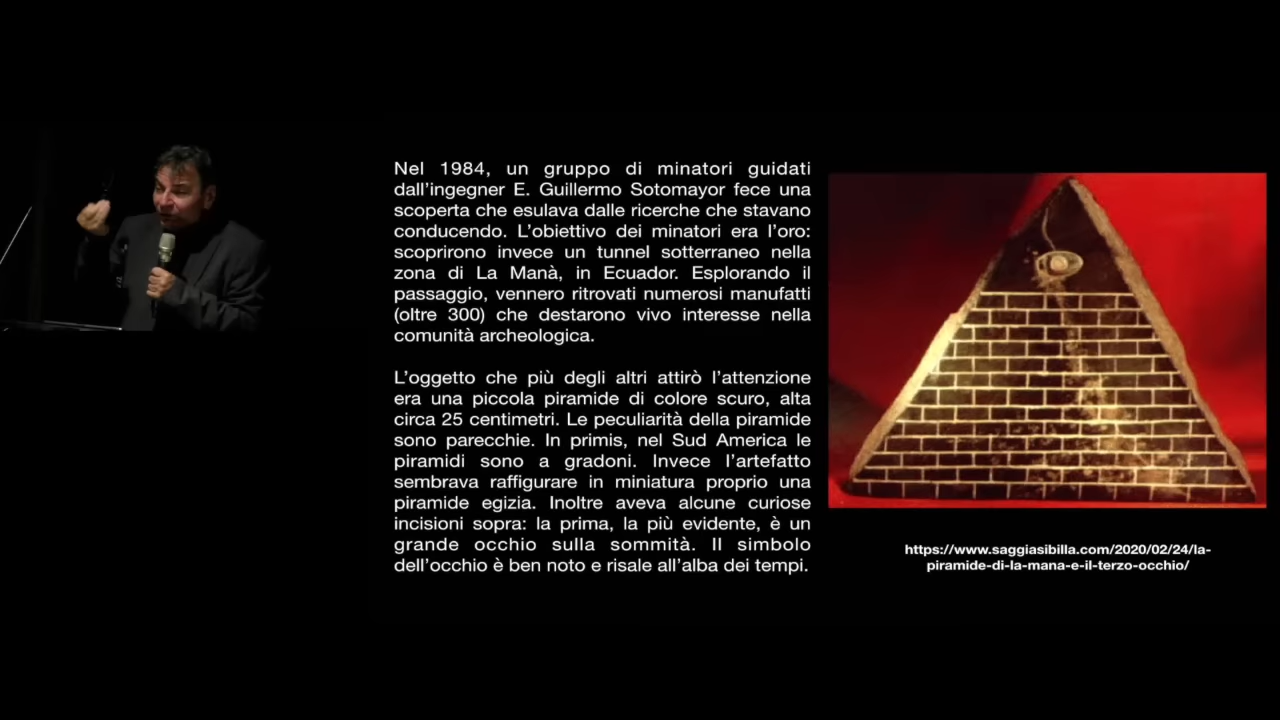 Nel 1984, un gruppo di minatori guidati
dall'ingegner E. Guillermo Sotomayor fece una
scoperta che esulava dalle ricerche che stavano
conducendo. L'obiettivo dei minatori era l'oro:
scoprirono invece un tunnel sotterraneo nella
zona di La Manà, in Ecuador. Esplorando il
passaggio, vennero ritrovati numerosi manufatti
(oltre 300) che destarono vivo interesse nella
comunità archeologica.
L'oggetto che più degli altri attirò l'attenzione
era una piccola piramide di colore scuro, alta
circa 25 centimetri. Le peculiarità della piramide
sono parecchie. In primis, nel Sud America le
piramidi sono a gradoni. Invece l'artefatto
sembrava raffigurare in miniatura proprio una
piramide egizia. Inoltre aveva alcune curiose
incisioni sopra: la prima, la più evidente, è un
grande occhio sulla sommità. Il simbolo
dell'occhio è ben noto e risale all'alba dei tempi.
https://www.saggiasibilla.com/2020/02/24/la-
piramide-di-la-mana-e-il-terzo-occhio/